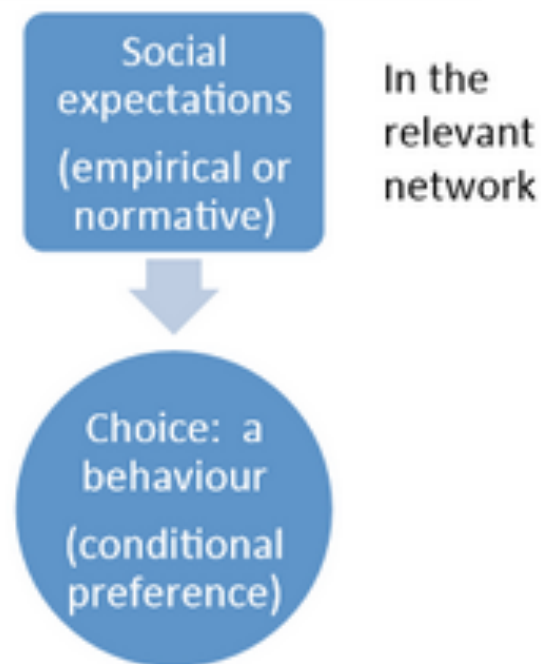 Social
expectations
(empirical or
normative)
In the
relevant
network
Choice:  a
behaviour
(conditional
preference)